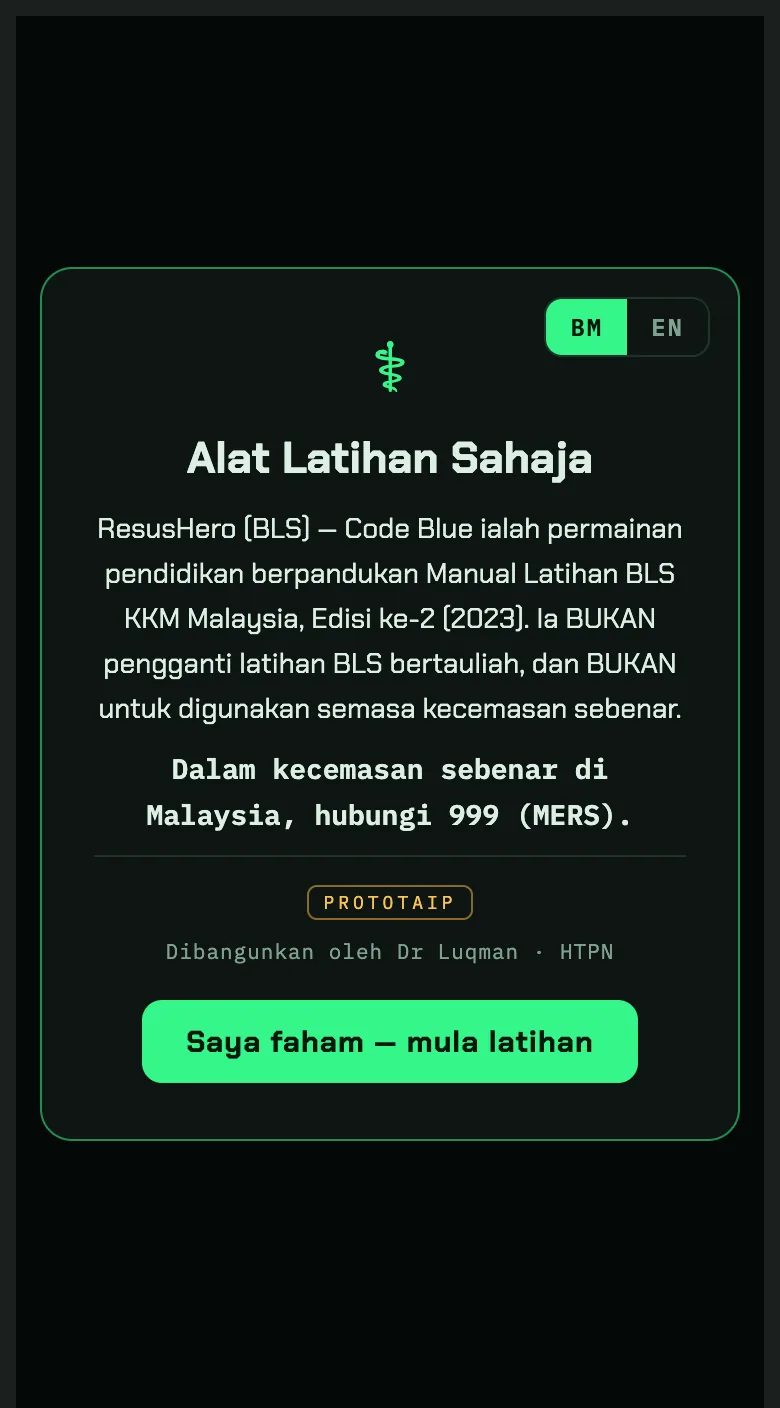 BM EN
Alat Latihan Sahaja
ResusHero (BLS) — Code Blue ialah permainan
pendidikan berpandukan Manual Latihan BLS
KKM Malaysia, Edisi ke-2 (2023). Ia BUKAN
pengganti latihan BLS bertauliah, dan BUKAN
untuk digunakan semasa kecemasan sebenar.
Dalam kecemasan sebenar di
Malaysia, hubungi 999 (MERS).
PROTOTAIP
Dibangunkan oleh Dr Luqman · HTPN
Saya faham — mula latihan